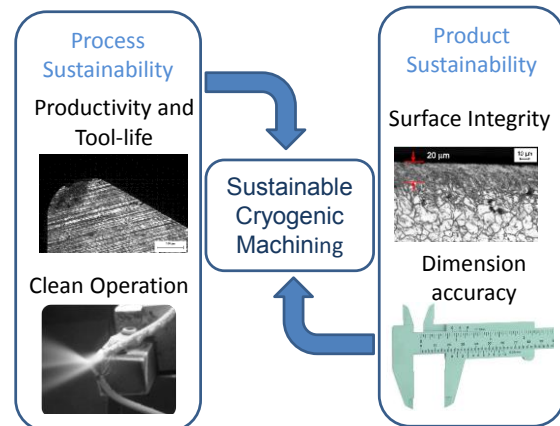 Process
Sustainability
Productivity and
Tool-life
Clean Operation
Sustainable
Cryogenic
Machining
Product
Sustainability
Surface Integrity
20 μm
10 μm
Dimension
accuracy